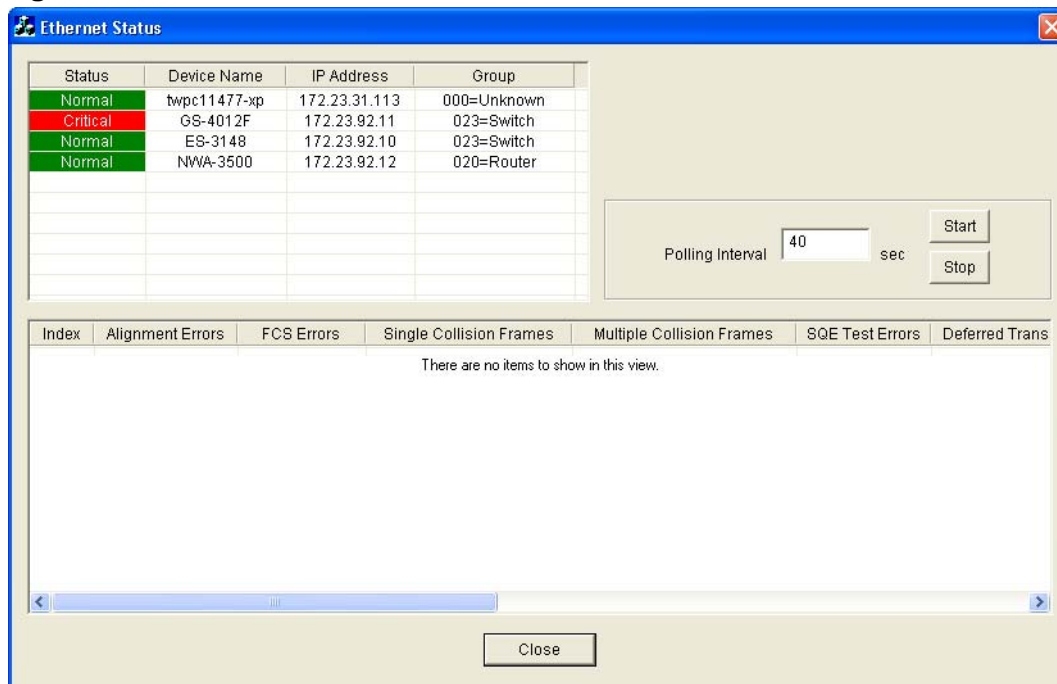 Ethernet Status
Status Device Name IP Address Group
Normal twpc11477-xp 172.23.31.113 000=Unknown
Critical GS-4012F 172.23.92.11 023=Switch
Normal ES-3148 172.23.92.10 023=Switch
Normal NWA-3500 172.23.92.12 020=Router
Polling Interval 40 sec
Start
Stop
Index Alignment Errors FCS Errors Single Collision Frames Multiple Collision Frames SQE Test Errors Deferred Trans
There are no items to show in this view.
Close